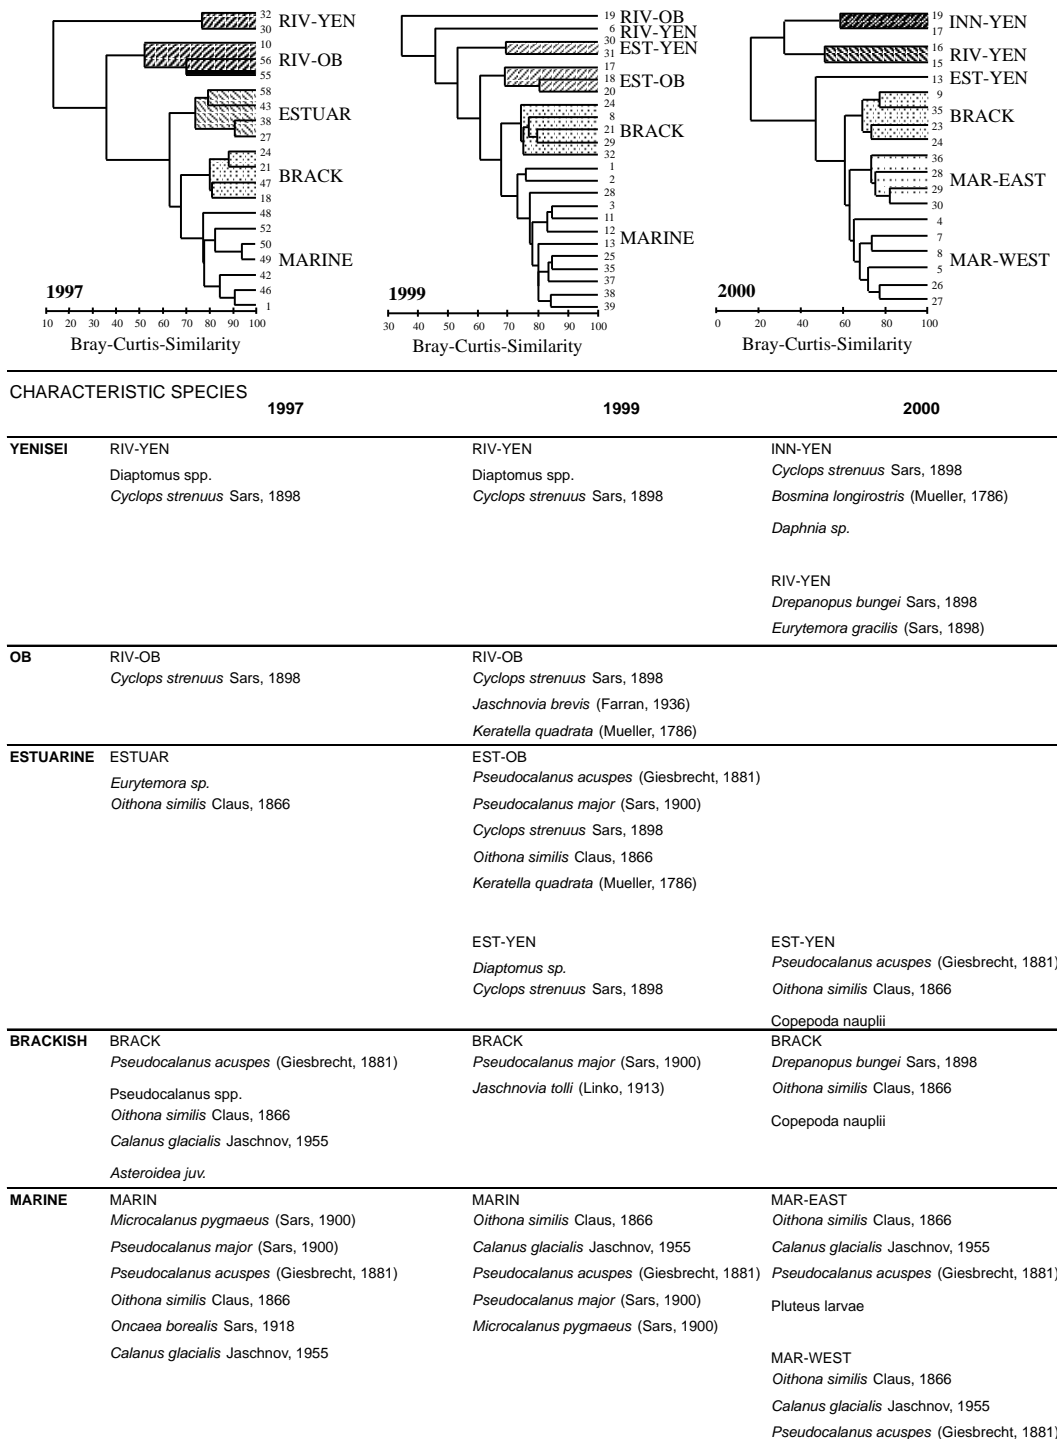 32
30
RIV-YEN
10
56
55
RIV-OB
58
43
38
27
ESTUAR
24
21
47
18
BRACK
48
52
50
49
42
46
1
MARINE
1997
10 20 30 40 50 60 70 80 90 100
Bray-Curtis-Similarity
19 RIV-OB
6 RIV-YEN
30
31
EST-YEN
17
18
20
EST-OB
24
8
21
29
32
BRACK
1
2
28
3
11
12
13
25
35
37
38
39
MARINE
1999
30 40 50 60 70 80 90 100
Bray-Curtis-Similarity
19
17
INN-YEN
16
15
RIV-YEN
13 EST-YEN
9
35
23
24
BRACK
36
28
29
30
MAR-EAST
4
7
8
5
26
27
MAR-WEST
2000
0 20 40 60 80 100
Bray-Curtis-Similarity
CHARACTERISTIC SPECIES
1997 1999 2000
YENISEI RIV-YEN RIV-YEN INN-YEN
Diaptomus spp. Diaptomus spp. Cyclops strenuus Sars, 1898
Cyclops strenuus Sars, 1898 Cyclops strenuus Sars, 1898 Bosmina longirostris (Mueller, 1786)
Daphnia sp.
RIV-YEN
Drepanopus bungei Sars, 1898
Eurytemora gracilis (Sars, 1898)
OB RIV-OB RIV-OB
Cyclops strenuus Sars, 1898 Cyclops strenuus Sars, 1898
Jaschnovia brevis (Farran, 1936)
Keratella quadrata (Mueller, 1786)
ESTUARINE ESTUAR EST-OB
Eurytemora sp. Pseudocalanus acuspes (Giesbrecht, 1881)
Oithona similis Claus, 1866 Pseudocalanus major (Sars, 1900)
Cyclops strenuus Sars, 1898
Oithona similis Claus, 1866
Keratella quadrata (Mueller, 1786)
EST-YEN EST-YEN
Diaptomus sp. Pseudocalanus acuspes (Giesbrecht, 1881)
Cyclops strenuus Sars, 1898 Oithona similis Claus, 1866
Copepoda nauplii
BRACKISH BRACK BRACK BRACK
Pseudocalanus acuspes (Giesbrecht, 1881) Pseudocalanus major (Sars, 1900) Drepanopus bungei Sars, 1898
Pseudocalanus spp. Jaschnovia tolli (Linko, 1913) Oithona similis Claus, 1866
Oithona similis Claus, 1866 Copepoda nauplii
Calanus glacialis Jaschnov, 1955
Asteroidea juv.
MARINE MARIN MARIN MAR-EAST
Microcalanus pygmaeus (Sars, 1900) Oithona similis Claus, 1866 Oithona similis Claus, 1866
Pseudocalanus major (Sars, 1900) Calanus glacialis Jaschnov, 1955 Calanus glacialis Jaschnov, 1955
Pseudocalanus acuspes (Giesbrecht, 1881) Pseudocalanus acuspes (Giesbrecht, 1881) Pseudocalanus acuspes (Giesbrecht, 1881)
Oithona similis Claus, 1866 Pseudocalanus major (Sars, 1900) Pluteus larvae
Oncaea borealis Sars, 1918 Microcalanus pygmaeus (Sars, 1900)
Calanus glacialis Jaschnov, 1955 MAR-WEST
Oithona similis Claus, 1866
Calanus glacialis Jaschnov, 1955
Pseudocalanus acuspes (Giesbrecht, 1881)